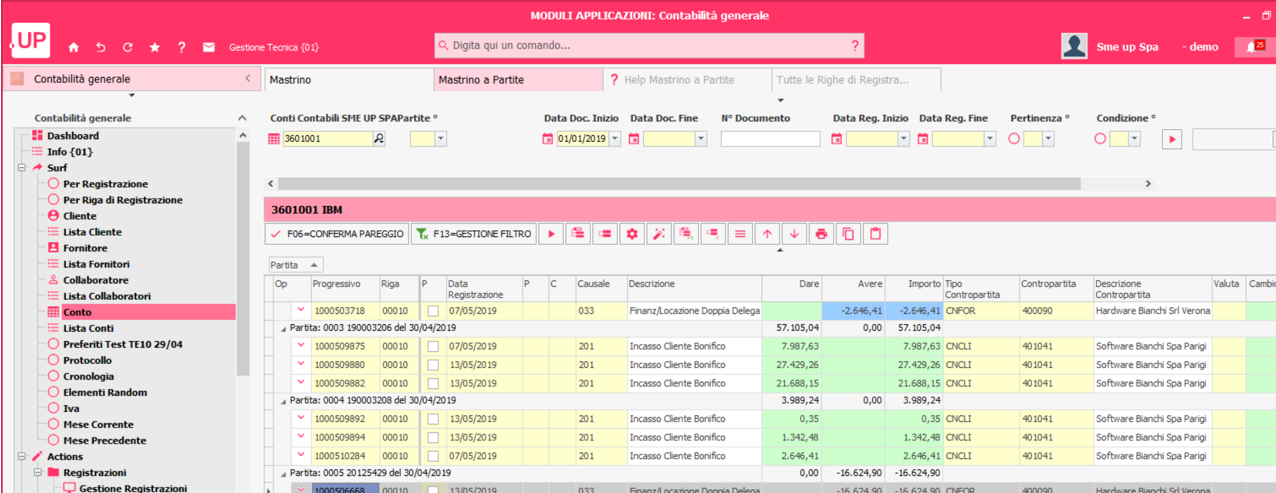 MODULI APPLICAZIONI: Contabilità generale
UP
Gestione Tecnica {01}
Digita qui un comando...
?
Sme up Spa - demo
25
Contabilità generale
Mastrino
Mastrino a Partite
? Help Mastrino a Partite
Tutte le Righe di Registra...
Contabilità generale
Dashboard
Info {01}
Surf
Per Registrazione
Per Riga di Registrazione
Cliente
Lista Cliente
Fornitore
Lista Fornitori
Collaboratore
Lista Collaboratori
Conto
Lista Conti
Preferiti Test TE10 29/04
Protocollo
Cronologia
Elementi Random
Iva
Mese Corrente
Mese Precedente
Actions
Registrazioni
Gestione Registrazioni
Conti Contabili SME UP SPA Partite ° Data Doc. Inizio Data Doc. Fine N° Documento Data Reg. Inizio Data Reg. Fine Pertinenza ° Condizione °
3601001 01/01/2019
3601001 IBM
F06=CONFERMA PAREGGIO F13=GESTIONE FILTRO
Partita
Op Progressivo Riga P Data Registrazione P C Causale Descrizione Dare Avere Importo Tipo Contropartita Contropartita Descrizione Contropartita Valuta Cambio
1000503718 00010 07/05/2019 033 Finanz/Locazione Doppia Delega -2.646,41 -2.646,41 CNFOR 400090 Hardware Bianchi Srl Verona
Partita: 0003 190003206 del 30/04/2019 57.105,04 0,00 57.105,04
1000509875 00010 07/05/2019 201 Incasso Cliente Bonifico 7.987,63 7.987,63 CNCLI 401041 Software Bianchi Spa Parigi
1000509880 00010 13/05/2019 201 Incasso Cliente Bonifico 27.429,26 27.429,26 CNCLI 401041 Software Bianchi Spa Parigi
1000509882 00010 13/05/2019 201 Incasso Cliente Bonifico 21.688,15 21.688,15 CNCLI 401041 Software Bianchi Spa Parigi
Partita: 0004 190003208 del 30/04/2019 3.989,24 0,00 3.989,24
1000509892 00010 13/05/2019 201 Incasso Cliente Bonifico 0,35 0,35 CNCLI 401041 Software Bianchi Spa Parigi
1000509894 00010 13/05/2019 201 Incasso Cliente Bonifico 1.342,48 1.342,48 CNCLI 401041 Software Bianchi Spa Parigi
1000510284 00010 07/05/2019 201 Incasso Cliente Bonifico 2.646,41 2.646,41 CNCLI 401041 Software Bianchi Spa Parigi
Partita: 0005 20125429 del 30/04/2019 0,00 -16.624,90 -16.624,90
1000506668 00010 13/05/2019 033 Finanz/Locazione Doppia Delega -16.624,90 -16.624,90 CNFOR 400090 Hardware Bianchi Srl Verona